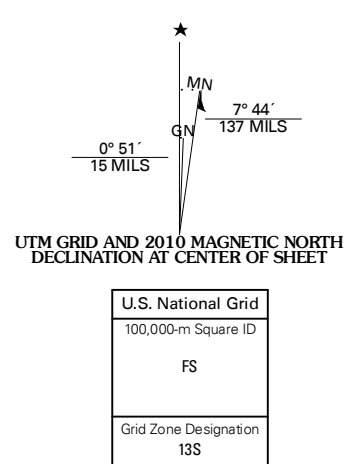 ★
MN
7° 44´
137 MILS
GN
0° 51´
15 MILS
UTM GRID AND 2010 MAGNETIC NORTH
DECLINATION AT CENTER OF SHEET
U.S. National Grid
100,000-m Square ID
FS
Grid Zone Designation
13S